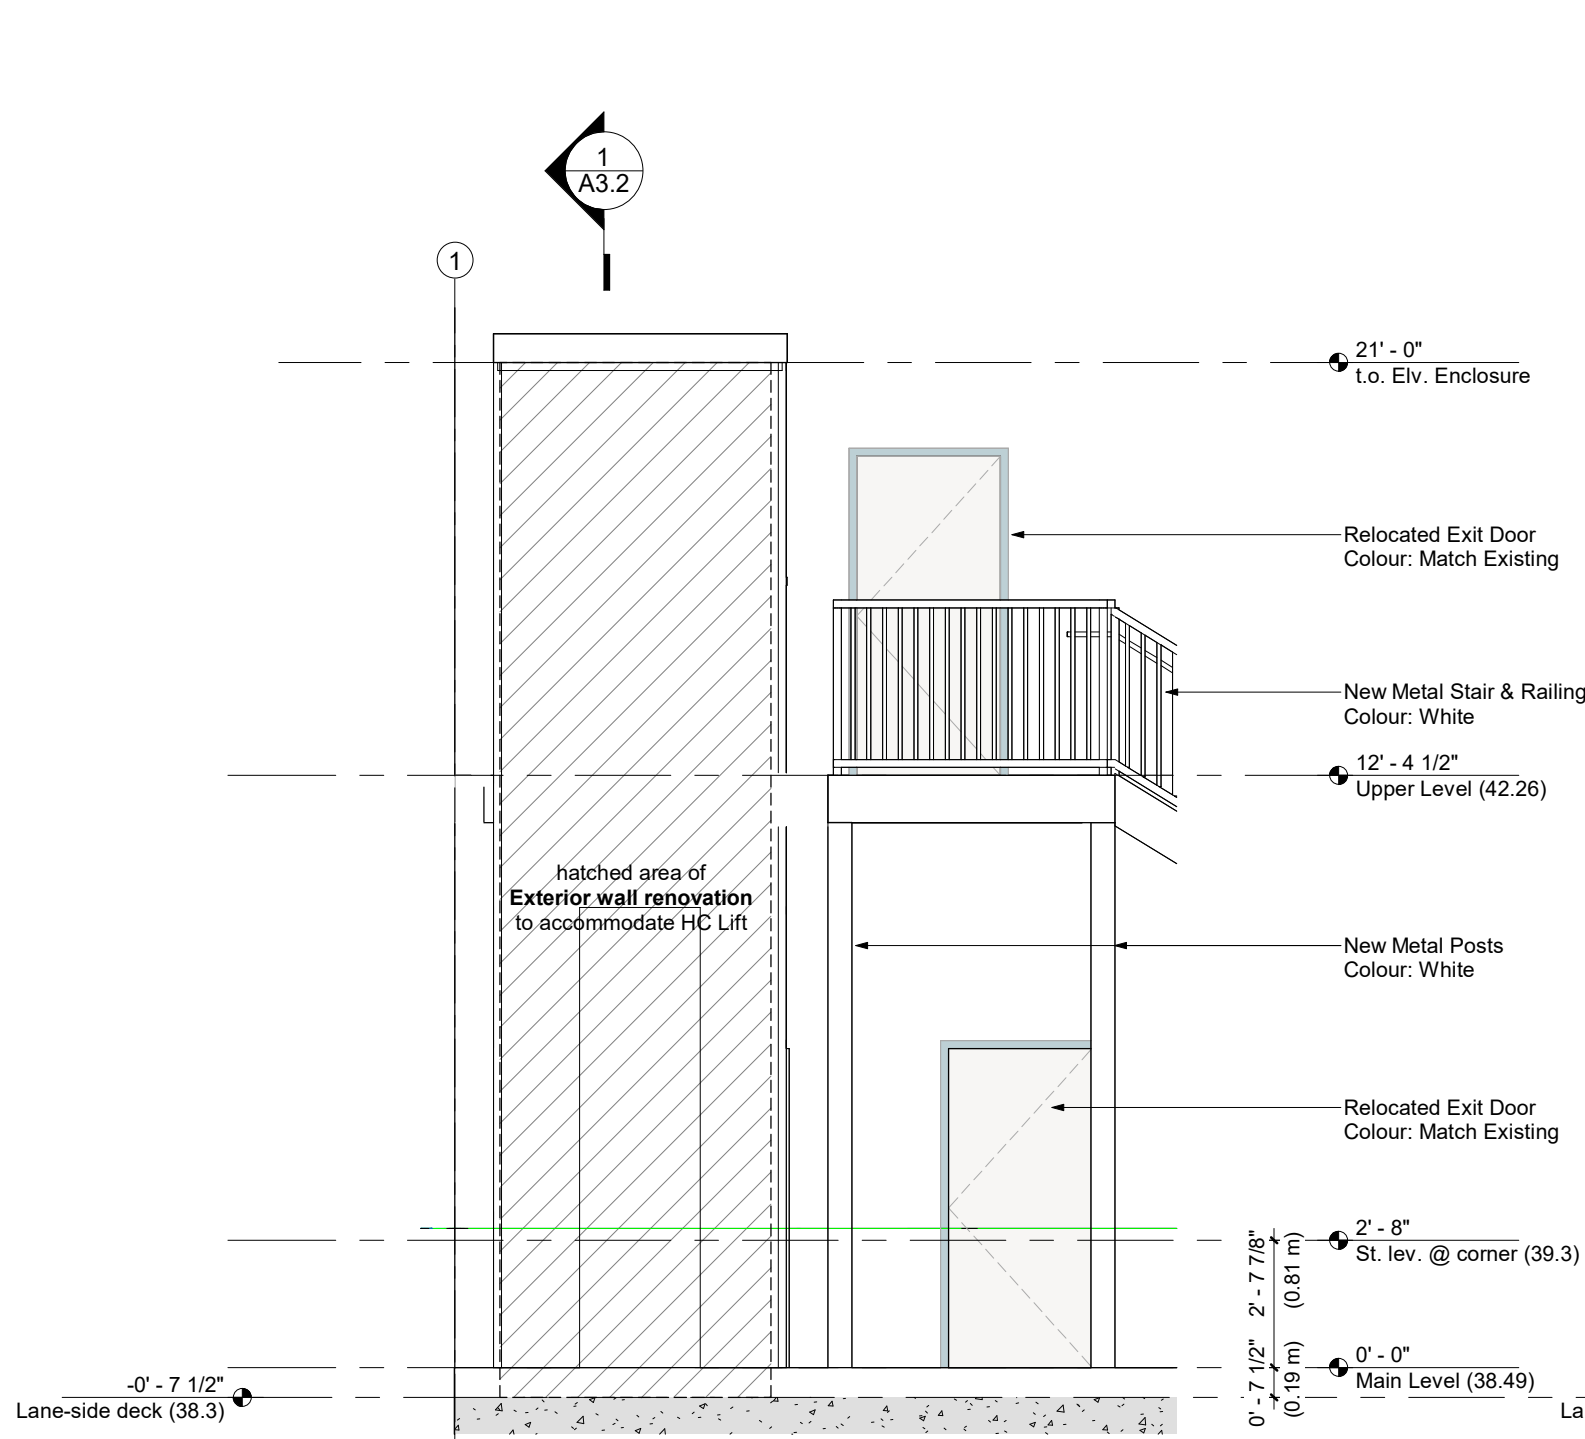 1
A3.2
1
21' - 0"
t.o. Elv. Enclosure
Relocated Exit Door
Colour: Match Existing
New Metal Stair & Railing
Colour: White
12' - 4 1/2"
Upper Level (42.26)
hatched area of
Exterior wall renovation
to accommodate HC Lift
New Metal Posts
Colour: White
Relocated Exit Door
Colour: Match Existing
2' - 8"
St. lev. @ corner (39.3)
2' - 7 7/8"
(0.81 m)
0' - 7 1/2"
(0.19 m)
0' - 0"
Main Level (38.49)
-0' - 7 1/2"
Lane-side deck (38.3)
La